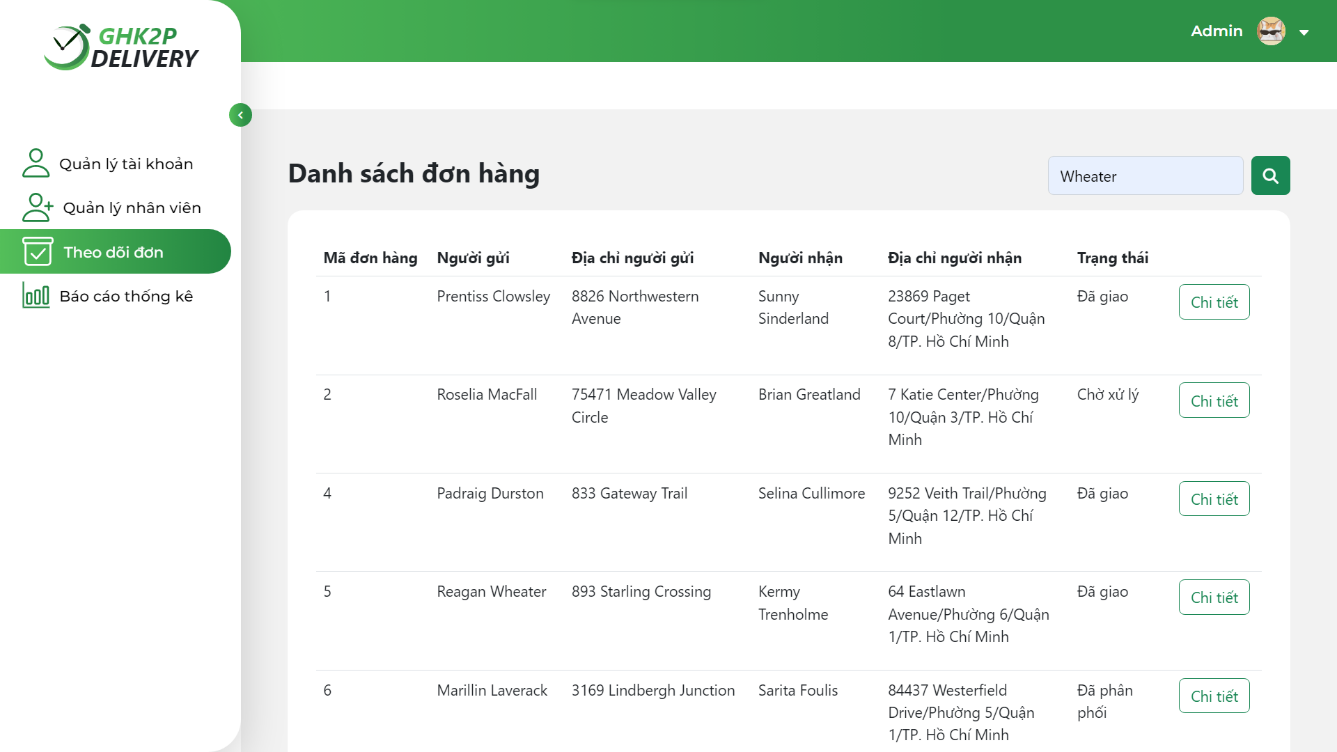 GHK2P
DELIVERY
Admin
Quản lý tài khoản
Quản lý nhân viên
Theo dõi đơn
Báo cáo thống kê
Danh sách đơn hàng
Wheater
Mã đơn hàng Người gửi Địa chỉ người gửi Người nhận Địa chỉ người nhận Trạng thái
1 Prentiss Clowsley 8826 Northwestern Sunny 23869 Paget Đã giao Chi tiết
Avenue Sinderland Court/Phường 10/Quận
8/TP. Hồ Chí Minh
2 Roselia MacFall 75471 Meadow Valley Brian Greatland 7 Katie Center/Phường Chờ xử lý Chi tiết
Circle 10/Quận 3/TP. Hồ Chí
Minh
4 Padraig Durston 833 Gateway Trail Selina Cullimore 9252 Veith Trail/Phường Đã giao Chi tiết
5/Quận 12/TP. Hồ Chí
Minh
5 Reagan Wheater 893 Starling Crossing Kermy 64 Eastlawn Đã giao Chi tiết
Trenholme Avenue/Phường 6/Quận
1/TP. Hồ Chí Minh
6 Marillin Laverack 3169 Lindbergh Junction Sarita Foulis 84437 Westerfield Đã phân Chi tiết
Drive/Phường 5/Quận phối
1/TP. Hồ Chí Minh